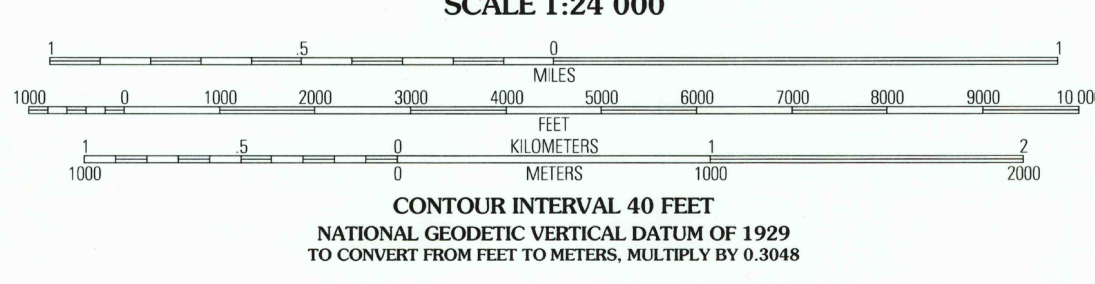 SCALE 1:24 000
1 .5 0 1
MILES
1000 0 1000 2000 3000 4000 5000 6000 7000 8000 9000 10 000
FEET
1 .5 0 KILOMETERS 1 2
1000 0 METERS 1000 2000
CONTOUR INTERVAL 40 FEET
NATIONAL GEODETIC VERTICAL DATUM OF 1929
TO CONVERT FROM FEET TO METERS, MULTIPLY BY 0.3048